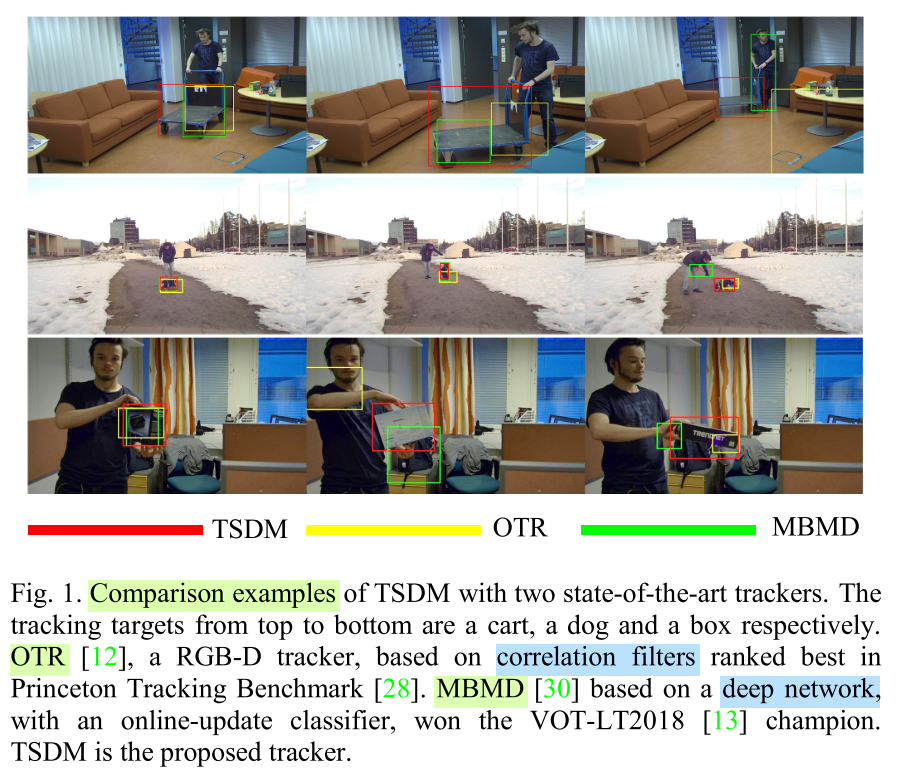 TRENDNET
TSDM OTR MBMD
Fig. 1. Comparison examples of TSDM with two state-of-the-art trackers. The
tracking targets from top to bottom are a cart, a dog and a box respectively.
OTR [12], a RGB-D tracker, based on correlation filters ranked best in
Princeton Tracking Benchmark [28]. MBMD [30] based on a deep network,
with an online-update classifier, won the VOT-LT2018 [13] champion.
TSDM is the proposed tracker.